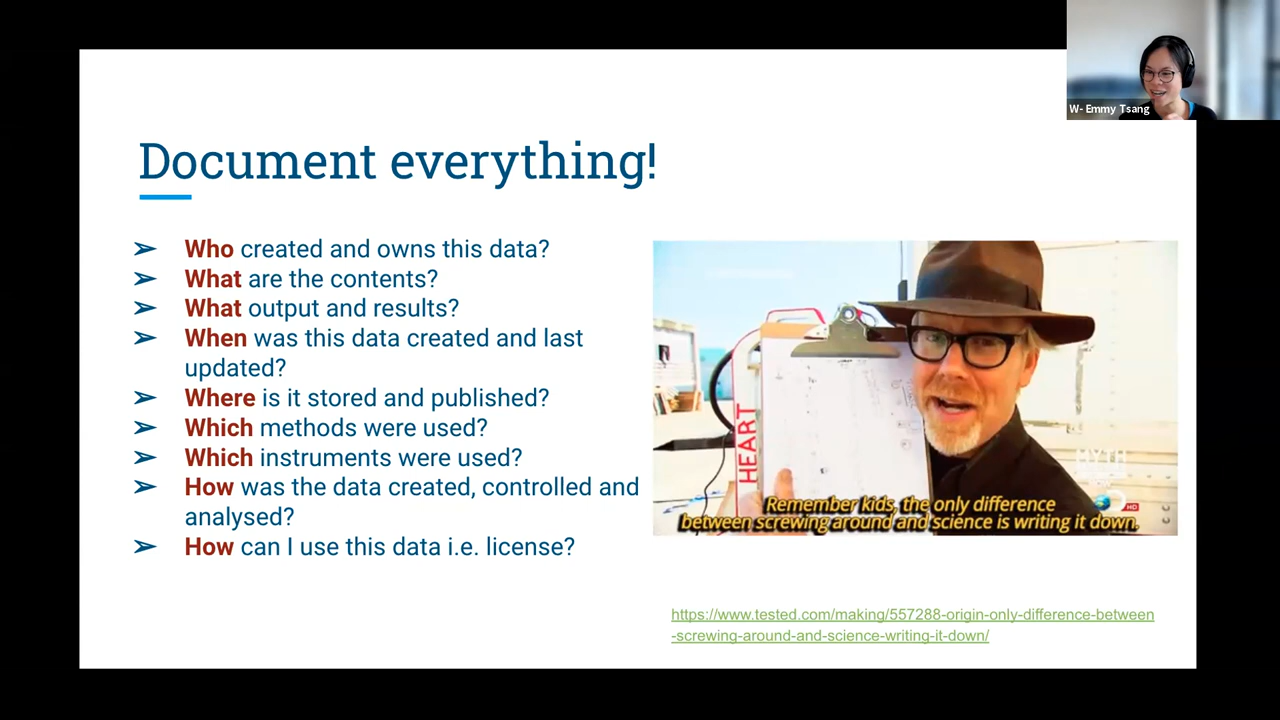 W- Emmy Tsang
Document everything!
➢ Who created and owns this data?
➢ What are the contents?
➢ What output and results?
➢ When was this data created and last
updated?
➢ Where is it stored and published?
➢ Which methods were used?
➢ Which instruments were used?
➢ How was the data created, controlled and
analysed?
➢ How can I use this data i.e. license?
HEART
MYTH
HD
Remember kids, the only difference
between screwing around and science is writing it down.
https://www.tested.com/making/557288-origin-only-difference-between
-screwing-around-and-science-writing-it-down/